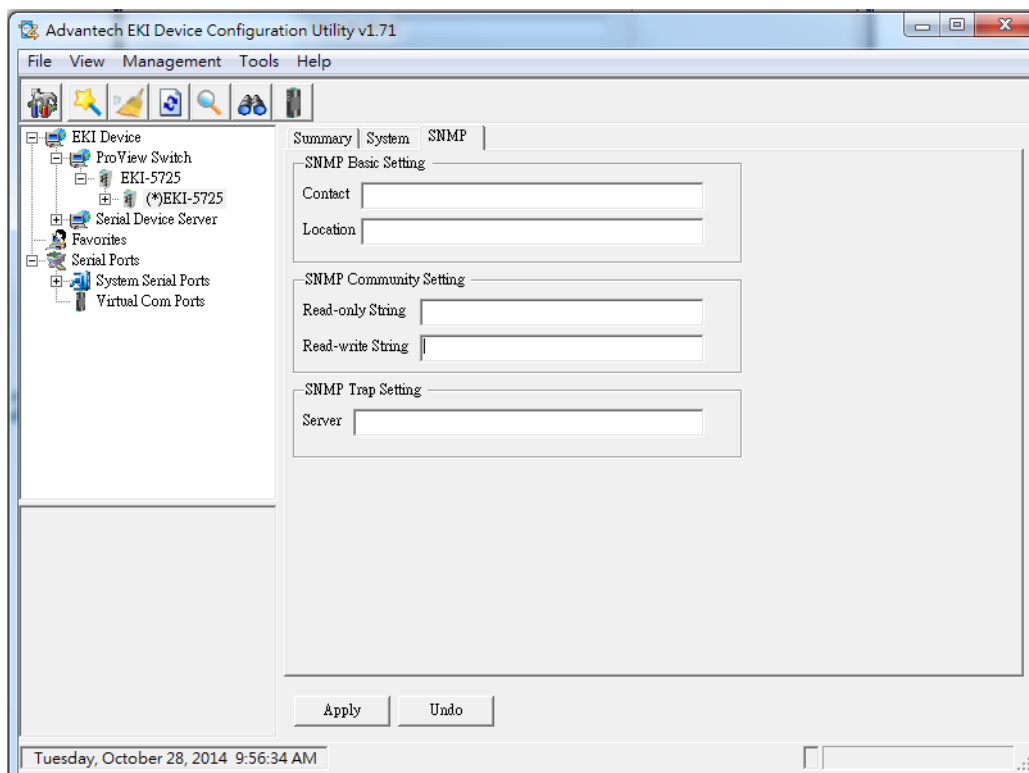 Advantech EKI Device Configuration Utility v1.71
File View Management Tools Help
EKI Device
ProView Switch
EKI-5725
(*)EKI-5725
Serial Device Server
Favorites
Serial Ports
System Serial Ports
Virtual Com Ports
Summary System SNMP
SNMP Basic Setting
Contact
Location
SNMP Community Setting
Read-only String
Read-write String
SNMP Trap Setting
Server
Apply Undo
Tuesday, October 28, 2014 9:56:34 AM